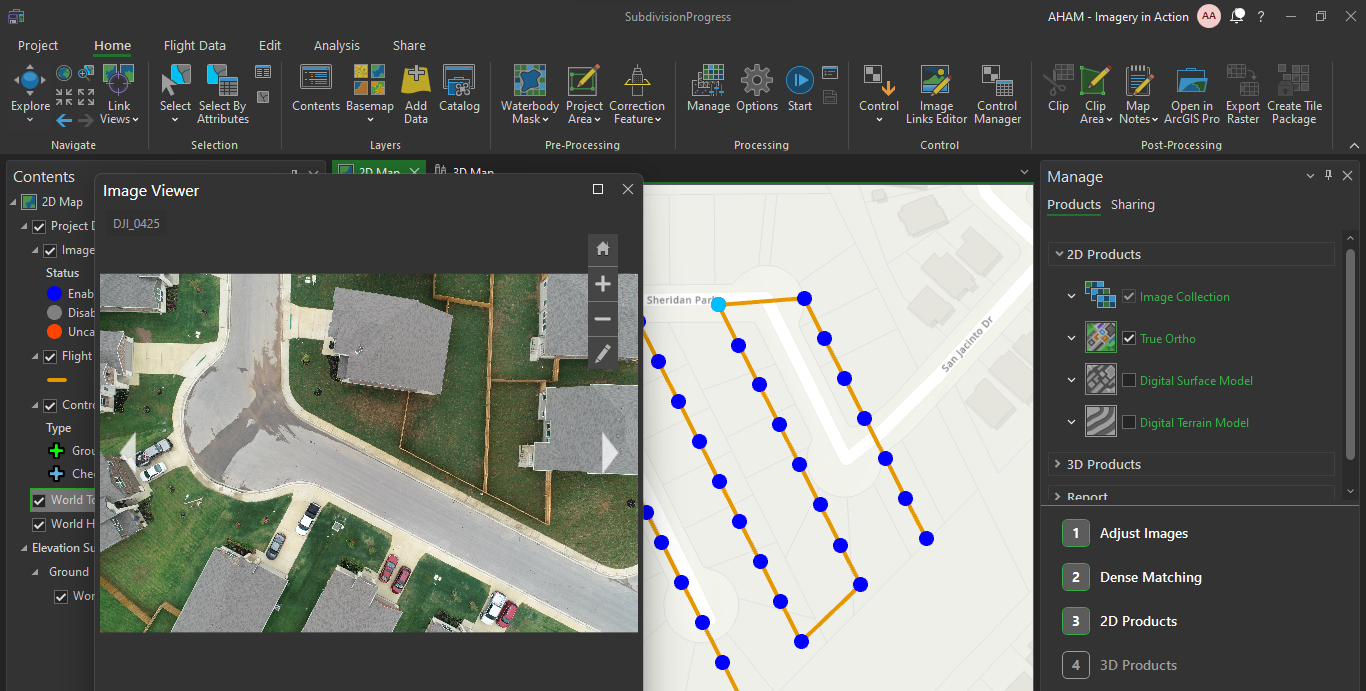 SubdivisionProgress
AHAM - Imagery in Action
AA
?
Project
Home
Flight Data
Edit
Analysis
Share
Explore
Link Views
Navigate
Select
Select By Attributes
Selection
Contents
Basemap
Add Data
Catalog
Layers
Waterbody Mask
Project Area
Correction Feature
Pre-Processing
Manage
Options
Start
Processing
Control
Image Links Editor
Control Manager
Control
Clip
Clip Area
Map Notes
Open in ArcGIS Pro
Export Raster
Create Tile Package
Post-Processing
Contents
2D Map
Project D
Image
Status
Enab
Disab
Unca
Flight
Contro
Type
Grou
Chec
World To
World H
Elevation Su
Ground
Wor
2D Map
3D Map
Image Viewer
DJI_0425
Sheridan Park
San Jacinto Dr
Manage
Products
Sharing
2D Products
Image Collection
True Ortho
Digital Surface Model
Digital Terrain Model
3D Products
Report
1 Adjust Images
2 Dense Matching
3 2D Products
4 3D Products